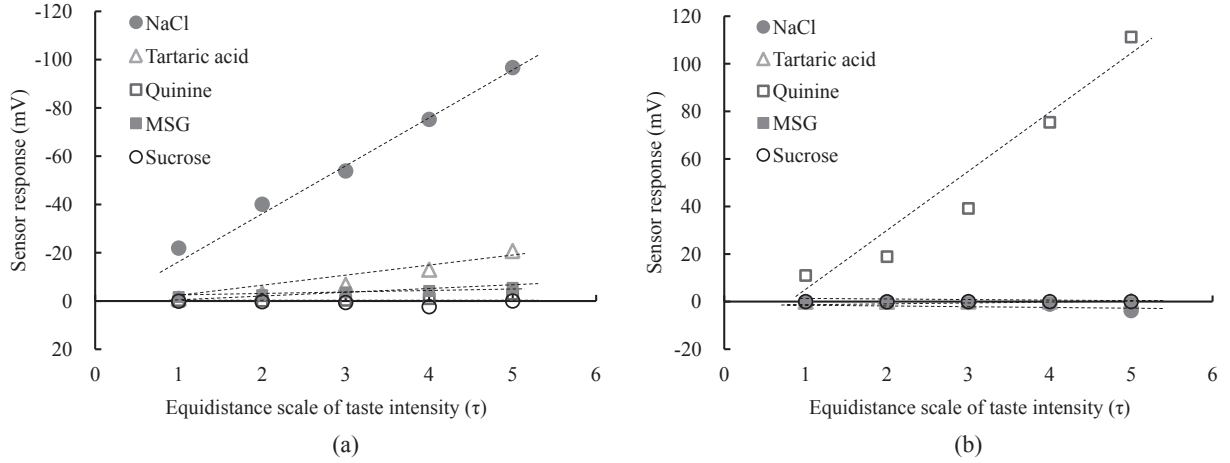 -120
-100
-80
-60
-40
-20
0
20
0
1
2
3
4
5
6
Sensor response (mV)
Equidistance scale of taste intensity (τ)
NaCl
Tartaric acid
Quinine
MSG
Sucrose
(a)
120
100
80
60
40
20
0
-20
0
1
2
3
4
5
6
Sensor response (mV)
Equidistance scale of taste intensity (τ)
NaCl
Tartaric acid
Quinine
MSG
Sucrose
(b)